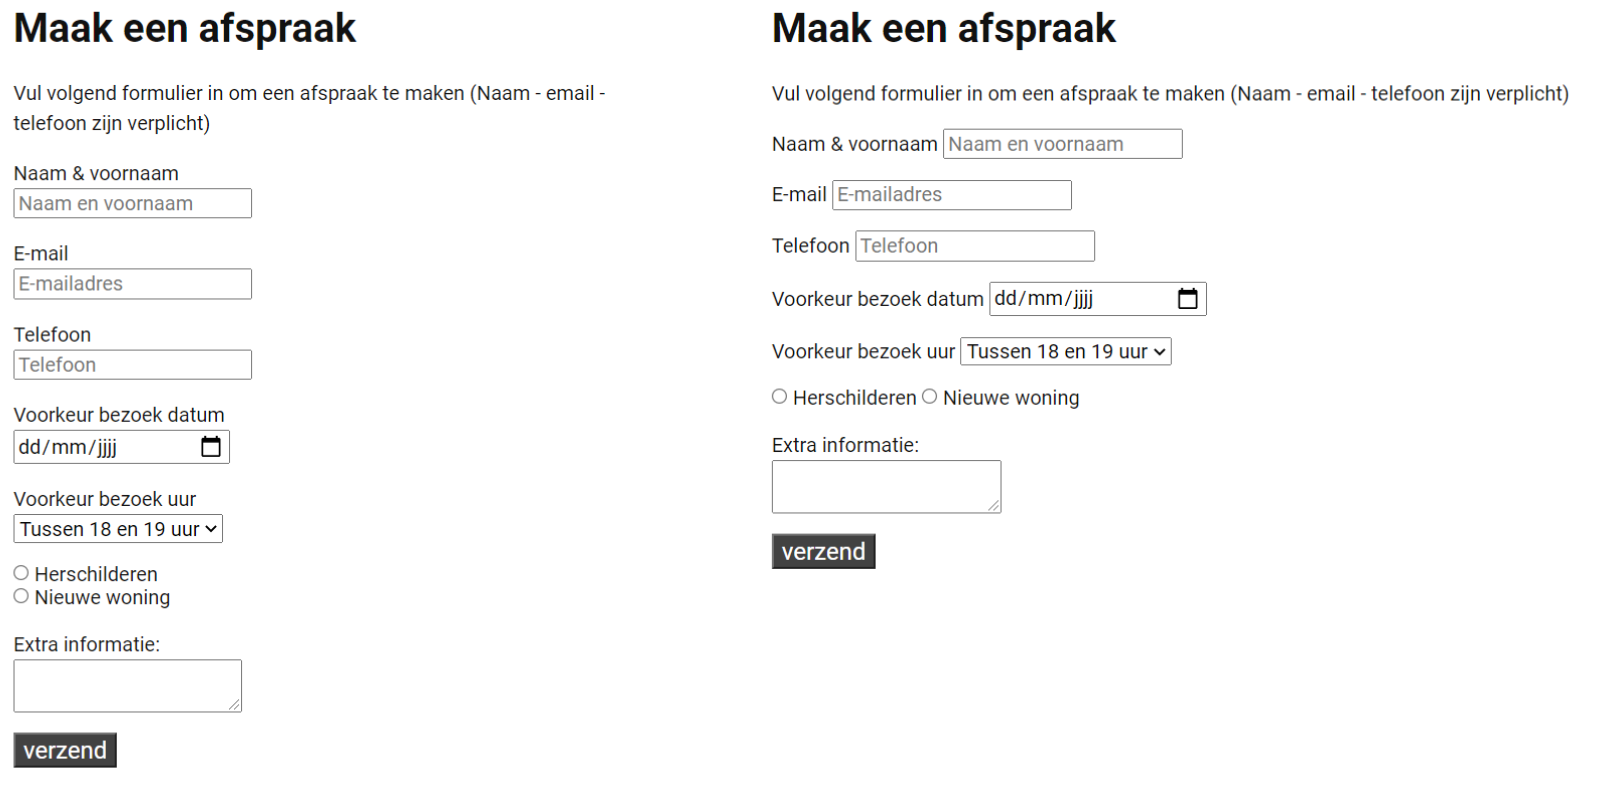 Maak een afspraak
Vul volgend formulier in om een afspraak te maken (Naam - email -
telefoon zijn verplicht)
Naam & voornaam
Naam en voornaam
E-mail
E-mailadres
Telefoon
Telefoon
Voorkeur bezoek datum
dd/mm/jjjj
Voorkeur bezoek uur
Tussen 18 en 19 uur
Herschilderen
Nieuwe woning
Extra informatie:
verzend
Maak een afspraak
Vul volgend formulier in om een afspraak te maken (Naam - email - telefoon zijn verplicht)
Naam & voornaam Naam en voornaam
E-mail E-mailadres
Telefoon Telefoon
Voorkeur bezoek datum dd/mm/jjjj
Voorkeur bezoek uur Tussen 18 en 19 uur
Herschilderen Nieuwe woning
Extra informatie:
verzend